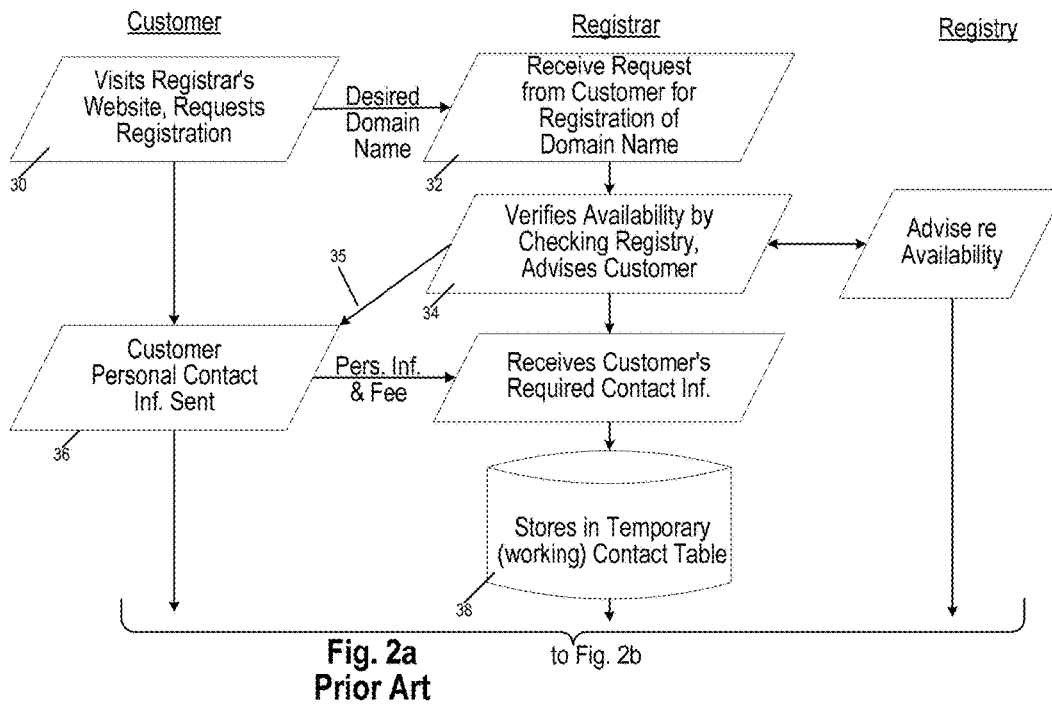 Customer
Registrar
Registry
Visits Registrar's
Website, Requests
Registration
30
Desired
Domain
Name
Receive Request
from Customer for
Registration of
Domain Name
32
Verifies Availability by
Checking Registry,
Advises Customer
34
35
Advise re
Availability
Customer
Personal Contact
Inf. Sent
36
Pers. Inf.
& Fee
Receives Customer's
Required Contact Inf.
Stores in Temporary
(working) Contact Table
38
Fig. 2a
Prior Art
to Fig. 2b